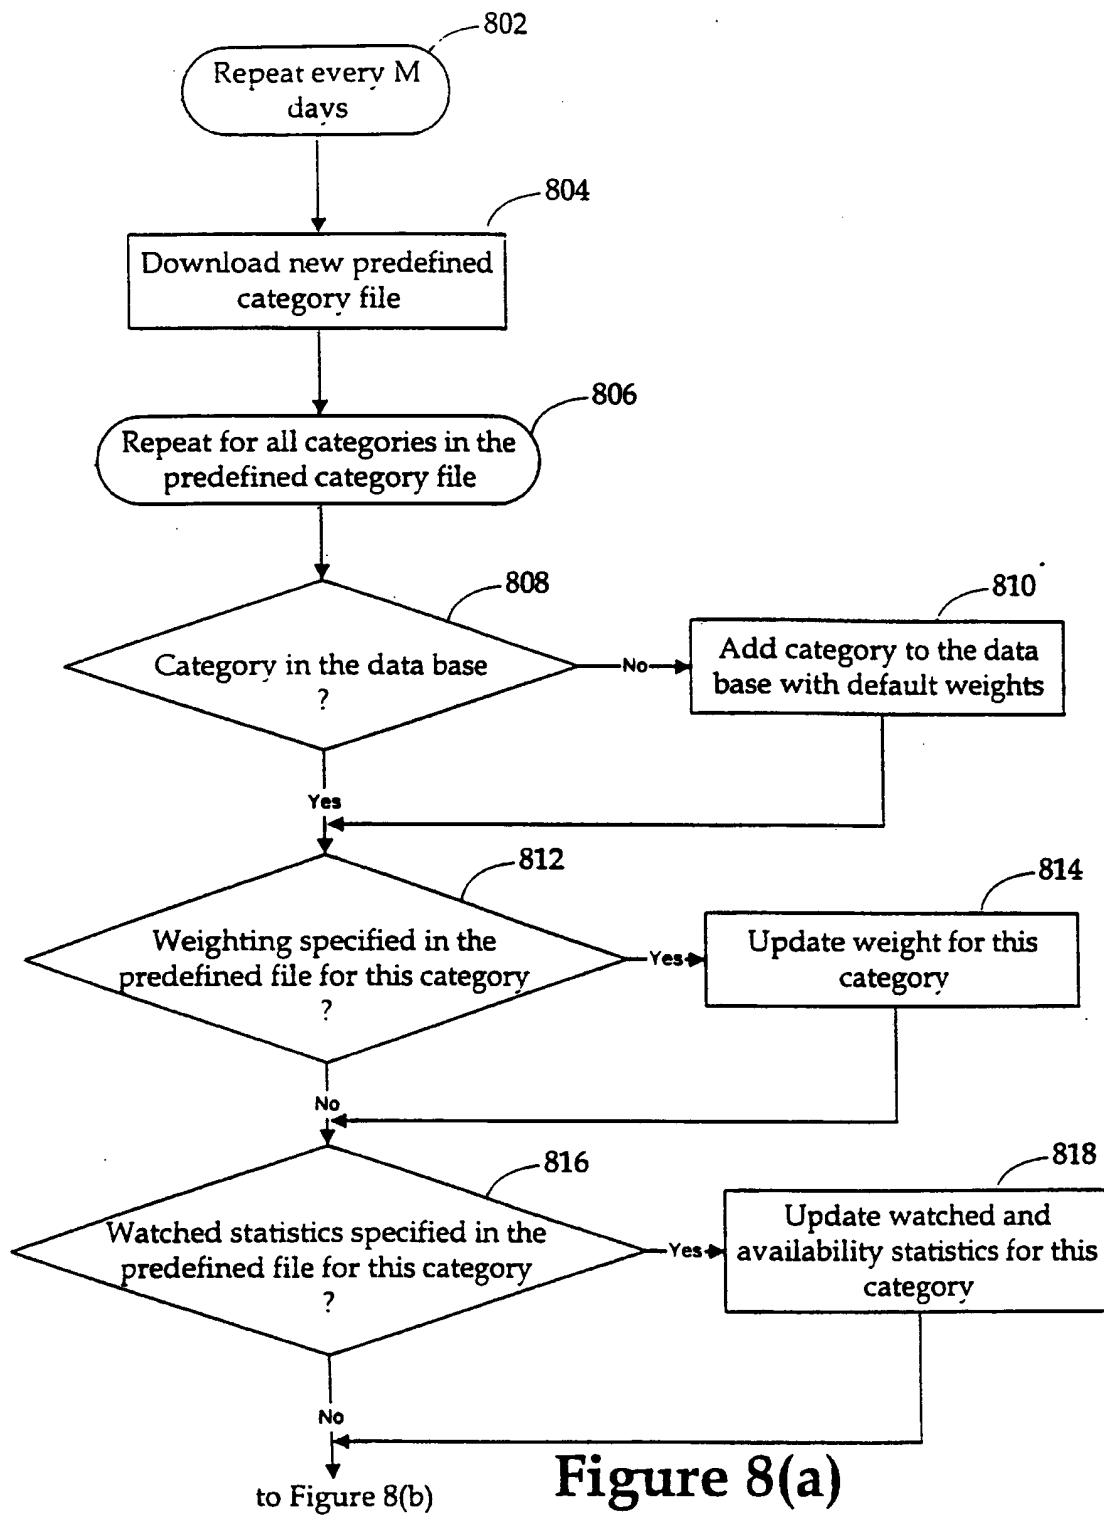 802
Repeat every M
days
804
Download new predefined
category file
806
Repeat for all categories in the
predefined category file
808
Category in the data base
?
No
810
Add category to the data
base with default weights
Yes
812
Weighting specified in the
predefined file for this category
?
Yes
814
Update weight for this
category
No
816
Watched statistics specified in the
predefined file for this category
?
Yes
818
Update watched and
availability statistics for this
category
No
to Figure 8(b)
Figure 8(a)